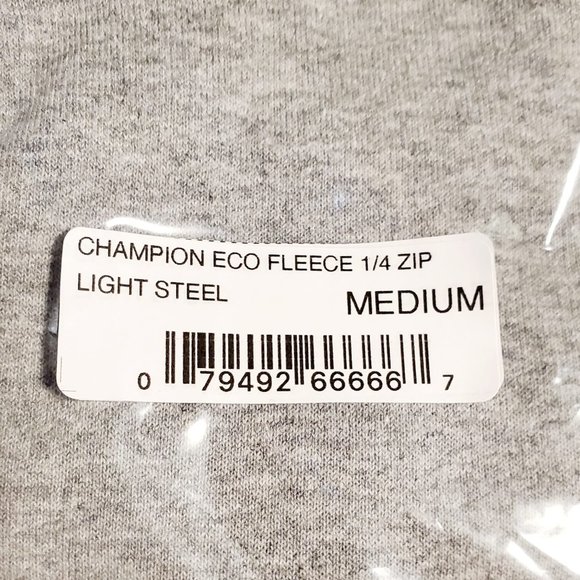 CHAMPION ECO FLEECE 1/4 ZIP
LIGHT STEEL MEDIUM
0 79492 66666 7